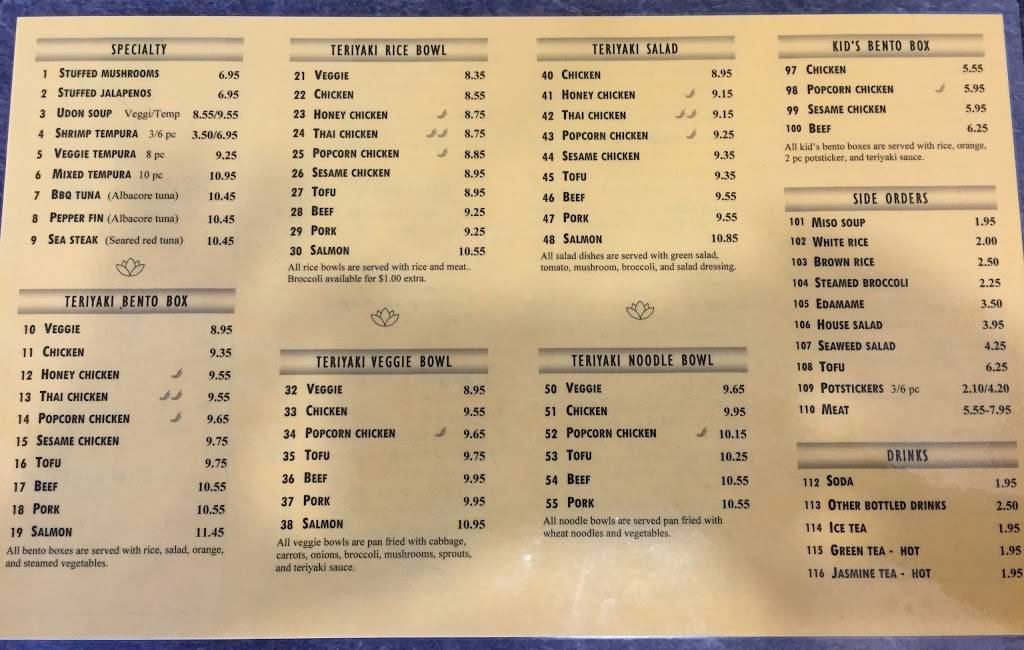 SPECIALTY
1 STUFFED MUSHROOMS 6.95
2 STUFFED JALAPENOS 6.95
3 UDON SOUP Veggi/Temp 8.55/9.55
4 SHRIMP TEMPURA 3/6 pc 3.50/6.95
5 VEGGIE TEMPURA 8 pc 9.25
6 MIXED TEMPURA 10 pc 10.95
7 BBQ TUNA (Albacore tuna) 10.45
8 PEPPER FIN (Albacore tuna) 10.45
9 SEA STEAK (Seared red tuna) 10.45
TERIYAKI BENTO BOX
10 VEGGIE 8.95
11 CHICKEN 9.35
12 HONEY CHICKEN 9.55
13 THAI CHICKEN 9.55
14 POPCORN CHICKEN 9.65
15 SESAME CHICKEN 9.75
16 TOFU 9.75
17 BEEF 10.55
18 PORK 10.55
19 SALMON 11.45
All bento boxes are served with rice, salad, orange,
and steamed vegetables.
TERIYAKI RICE BOWL
21 VEGGIE 8.35
22 CHICKEN 8.55
23 HONEY CHICKEN 8.75
24 THAI CHICKEN 8.75
25 POPCORN CHICKEN 8.85
26 SESAME CHICKEN 8.95
27 TOFU 8.95
28 BEEF 9.25
29 PORK 9.25
30 SALMON 10.55
All rice bowls are served with rice and meat..
Broccoli available for $1.00 extra.
TERIYAKI VEGGIE BOWL
32 VEGGIE 8.95
33 CHICKEN 9.55
34 POPCORN CHICKEN 9.65
35 TOFU 9.75
36 BEEF 9.95
37 PORK 9.95
38 SALMON 10.95
All veggie bowls are pan fried with cabbage,
carrots, onions, broccoli, mushrooms, sprouts,
and teriyaki sauce.
TERIYAKI SALAD
40 CHICKEN 8.95
41 HONEY CHICKEN 9.15
42 THAI CHICKEN 9.15
43 POPCORN CHICKEN 9.25
44 SESAME CHICKEN 9.35
45 TOFU 9.35
46 BEEF 9.55
47 PORK 9.55
48 SALMON 10.85
All salad dishes are served with green salad,
tomato, mushroom, broccoli, and salad dressing.
TERIYAKI NOODLE BOWL
50 VEGGIE 9.65
51 CHICKEN 9.95
52 POPCORN CHICKEN 10.15
53 TOFU 10.25
54 BEEF 10.55
55 PORK 10.55
All noodle bowls are served pan fried with
wheat noodles and vegetables.
KID'S BENTO BOX
97 CHICKEN 5.55
98 POPCORN CHICKEN 5.95
99 SESAME CHICKEN 5.95
100 BEEF 6.25
All kid's bento boxes are served with rice, orange,
2 pc potsticker, and teriyaki sauce.
SIDE ORDERS
101 MISO SOUP 1.95
102 WHITE RICE 2.00
103 BROWN RICE 2.50
104 STEAMED BROCCOLI 2.25
105 EDAMAME 3.50
106 HOUSE SALAD 3.95
107 SEAWEED SALAD 4.25
108 TOFU 6.25
109 POTSTICKERS 3/6 pc 2.10/4.20
110 MEAT 5.55-7.95
DRINKS
112 SODA 1.95
113 OTHER BOTTLED DRINKS 2.50
114 ICE TEA 1.95
115 GREEN TEA - HOT 1.95
116 JASMINE TEA - HOT 1.95